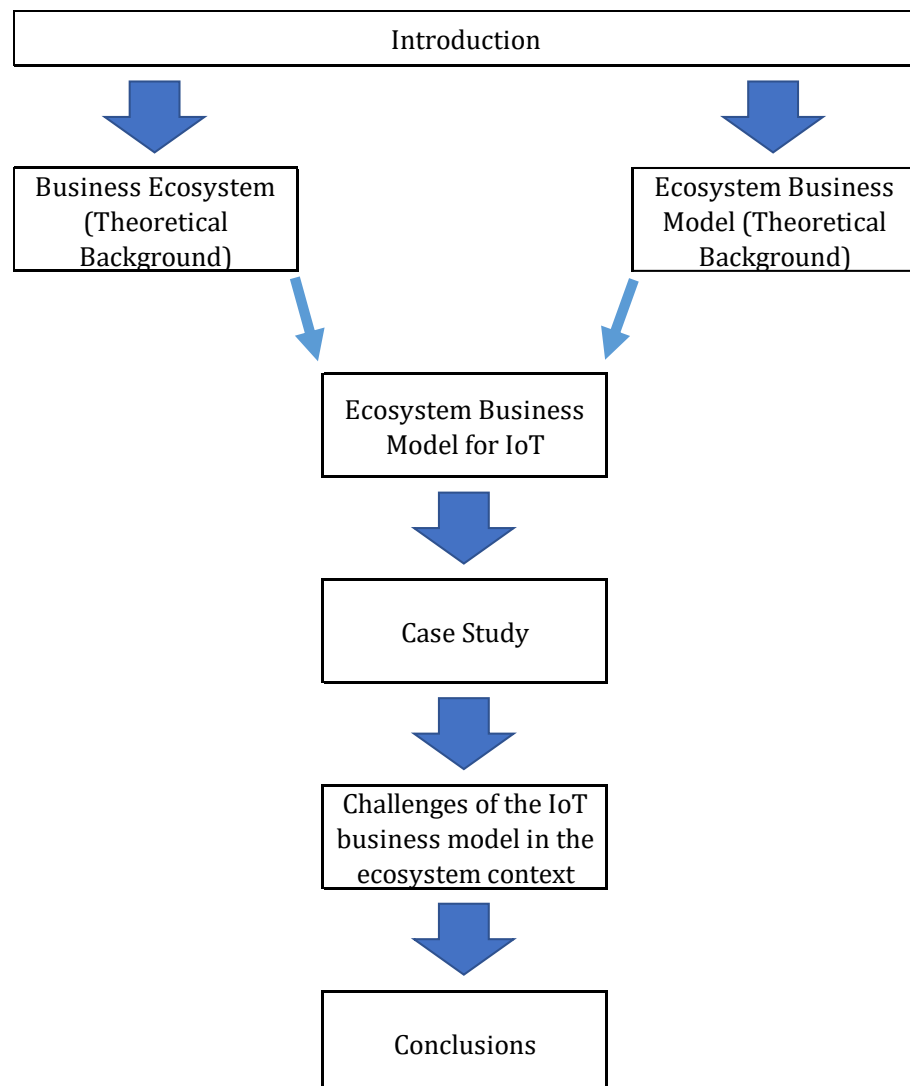 Introduction
Business Ecosystem
(Theoretical
Background)
Ecosystem Business
Model (Theoretical
Background)
Ecosystem Business
Model for IoT
Case Study
Challenges of the IoT
business model in the
ecosystem context
Conclusions